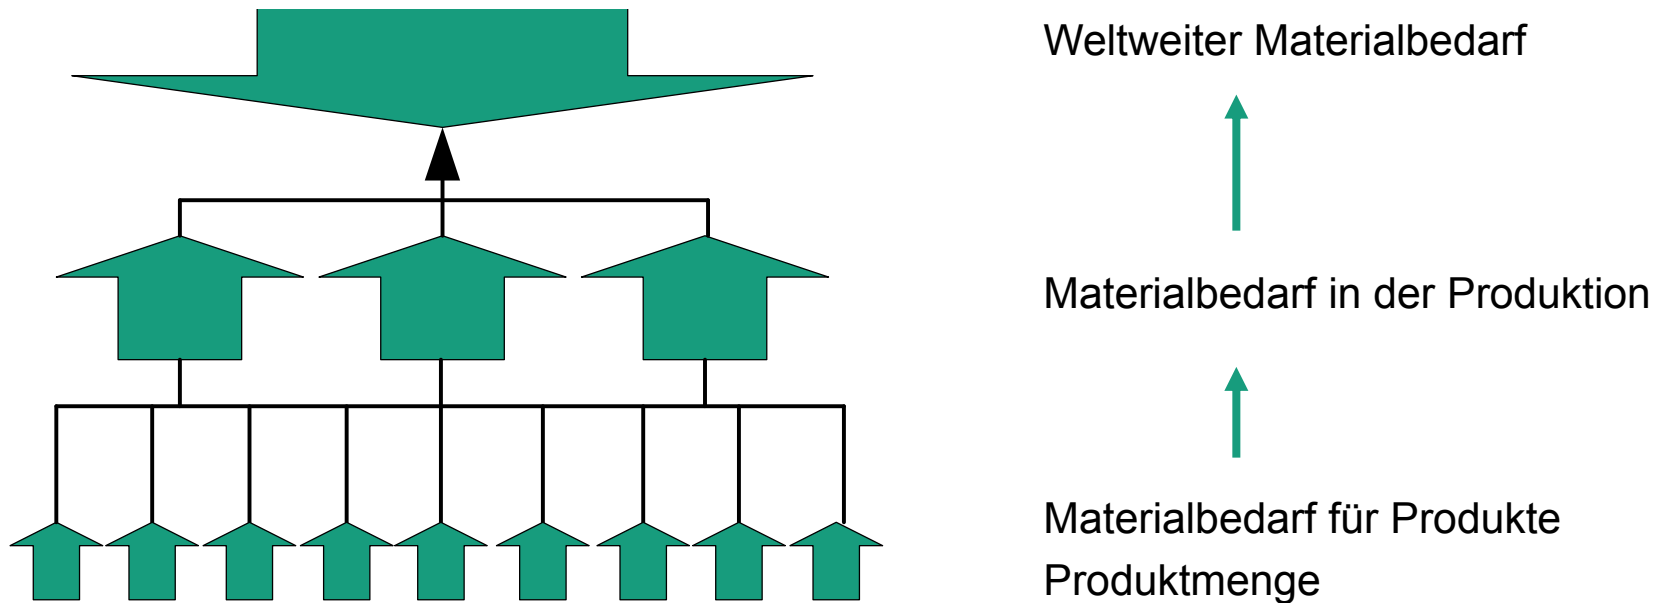 Weltweiter Materialbedarf
Materialbedarf in der Produktion
Materialbedarf für Produkte
Produktmenge